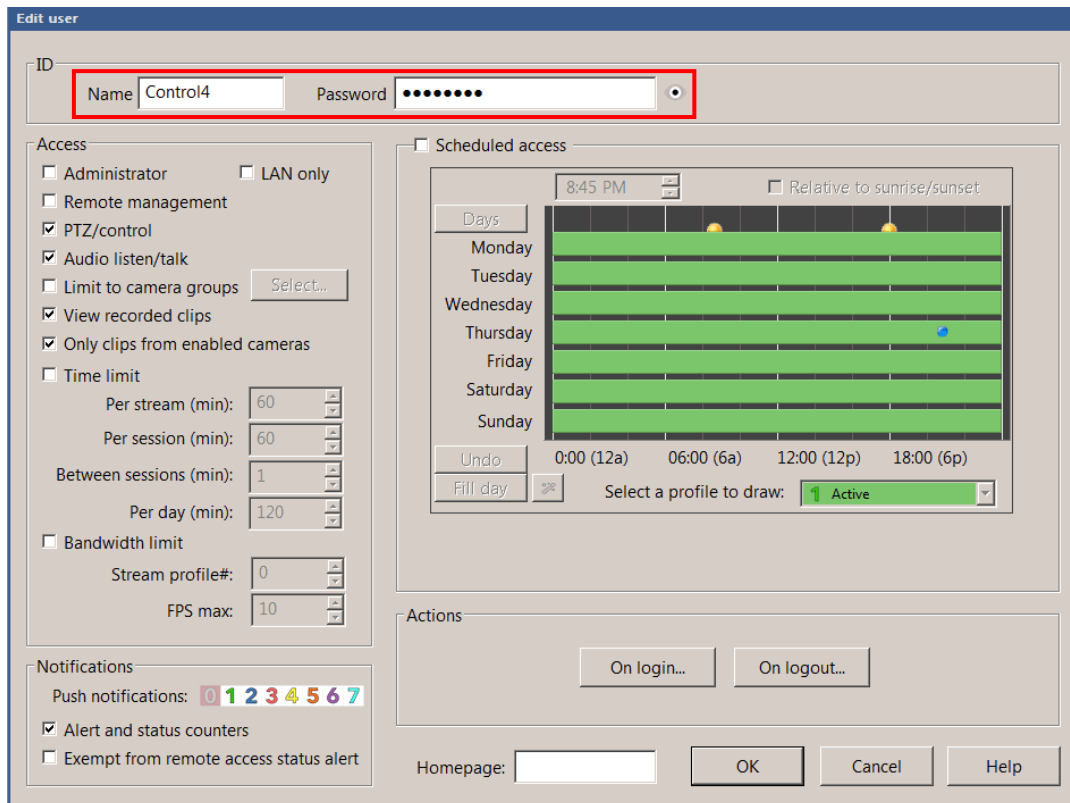 Edit user
ID
Name Control4 Password ••••••••
Access
Administrator LAN only
Remote management
PTZ/control
Audio listen/talk
Limit to camera groups Select...
View recorded clips
Only clips from enabled cameras
Time limit
Per stream (min): 60
Per session (min): 60
Between sessions (min): 1
Per day (min): 120
Bandwidth limit
Stream profile#: 0
FPS max: 10
Notifications
Push notifications: 0 1 2 3 4 5 6 7
Alert and status counters
Exempt from remote access status alert
Scheduled access
8:45 PM Relative to sunrise/sunset
Days
Monday
Tuesday
Wednesday
Thursday
Friday
Saturday
Sunday
Undo 0:00 (12a) 06:00 (6a) 12:00 (12p) 18:00 (6p)
Fill day Select a profile to draw: 1 Active
Actions
On login... On logout...
Homepage: OK Cancel Help